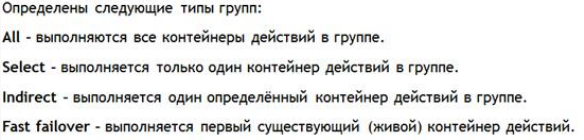 Определены следующие типы групп:
All - выполняются все контейнеры действий в группе.
Select - выполняется только один контейнер действий в группе.
Indirect - выполняется один определённый контейнер действий в группе.
Fast failover - выполняется первый существующий (живой) контейнер действий.